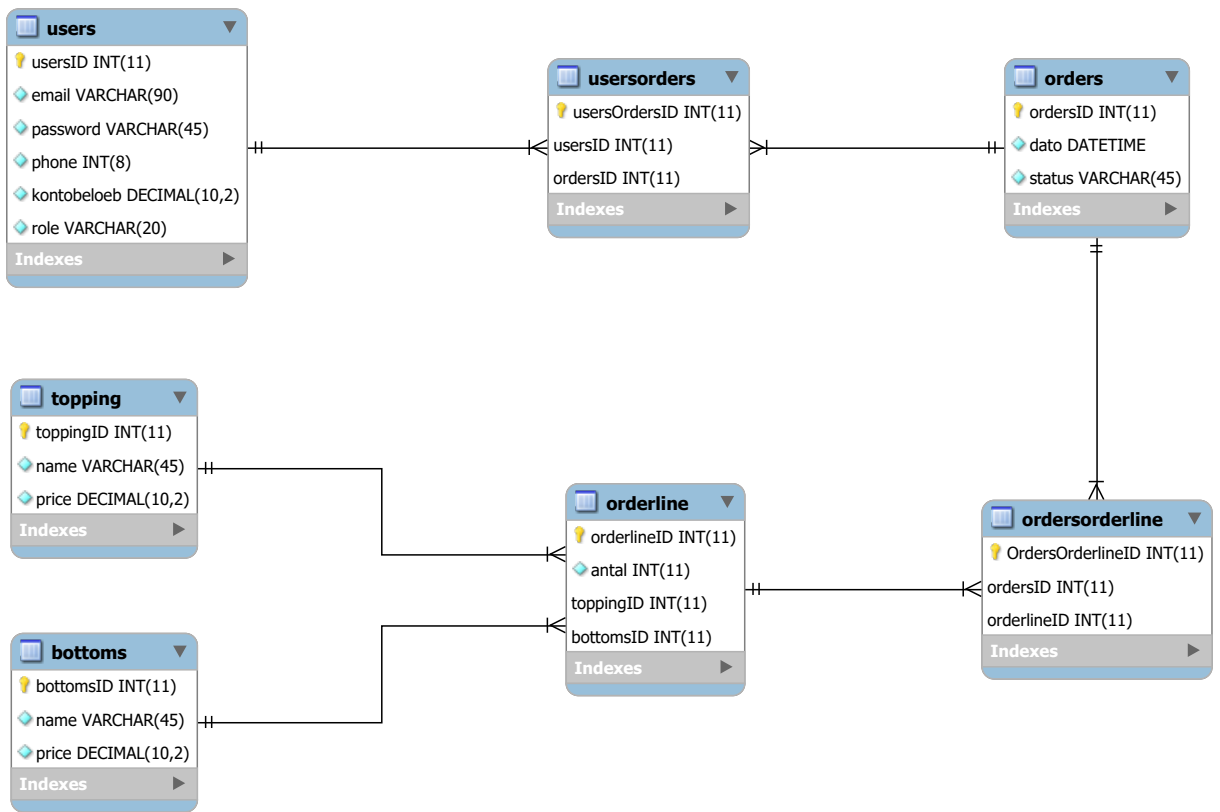 users
usersID INT(11)
email VARCHAR(90)
password VARCHAR(45)
phone INT(8)
kontobeloeb DECIMAL(10,2)
role VARCHAR(20)
Indexes
usersorders
usersOrdersID INT(11)
usersID INT(11)
ordersID INT(11)
Indexes
orders
ordersID INT(11)
dato DATETIME
status VARCHAR(45)
Indexes
topping
toppingID INT(11)
name VARCHAR(45)
price DECIMAL(10,2)
Indexes
orderline
orderlineID INT(11)
antal INT(11)
toppingID INT(11)
bottomsID INT(11)
Indexes
ordersorderline
OrdersOrderlineID INT(11)
ordersID INT(11)
orderlineID INT(11)
Indexes
bottoms
bottomsID INT(11)
name VARCHAR(45)
price DECIMAL(10,2)
Indexes